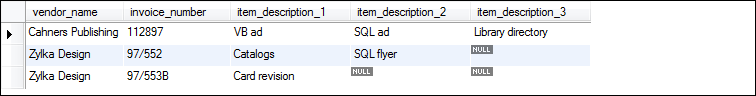 vendor_name invoice_number item_description_1 item_description_2 item_description_3
Cahners Publishing 112897 VB ad SQL ad Library directory
Zylka Design 97/552 Catalogs SQL flyer NULL
Zylka Design 97/553B Card revision NULL NULL